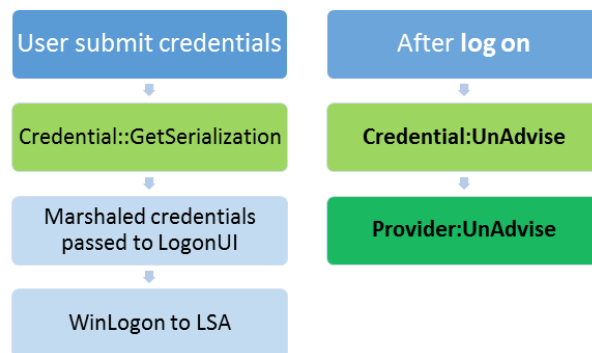 User submit credentials
Credential::GetSerialization
Marshaled credentials
passed to LogonUI
WinLogon to LSA
After log on
Credential:UnAdvise
Provider:UnAdvise